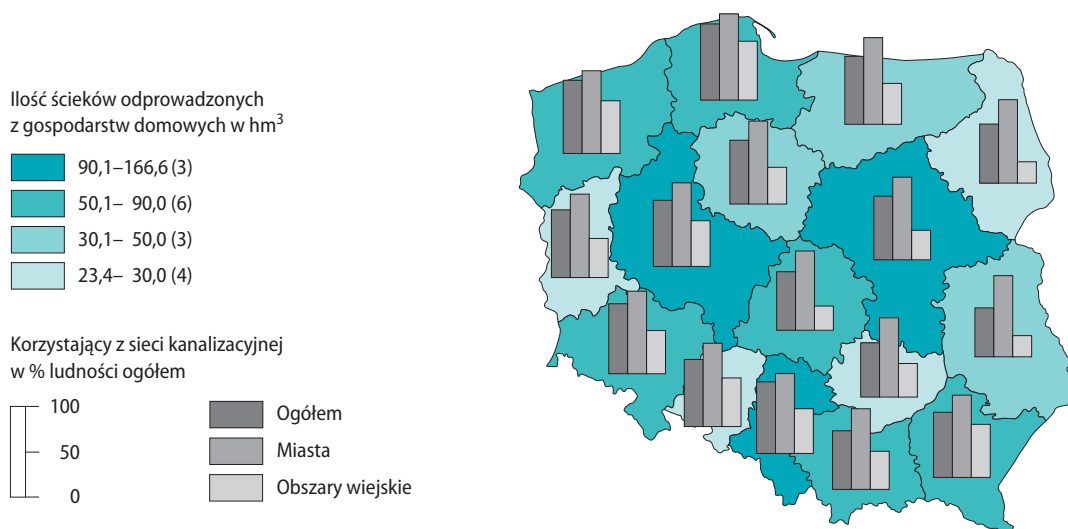 Ilość ścieków odprowadzonych
z gospodarstw domowych w hm³
90,1–166,6 (3)
50,1– 90,0 (6)
30,1– 50,0 (3)
23,4– 30,0 (4)
Korzystający z sieci kanalizacyjnej
w % ludności ogółem
100
50
0
Ogółem
Miasta
Obszary wiejskie